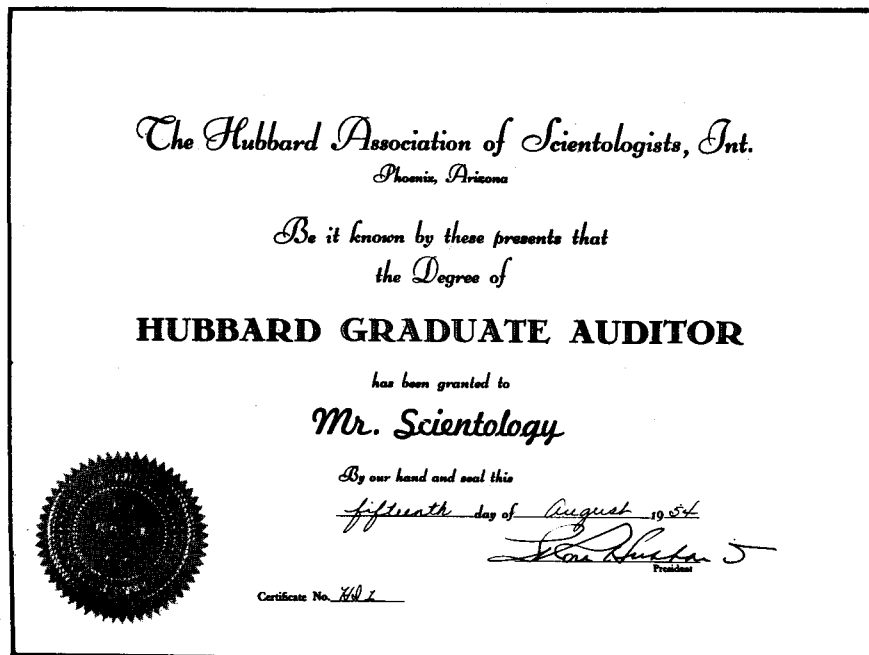 The Hubbard Association of Scientologists, Int.
Phoenix, Arizona
Be it known by these presents that
the Degree of
HUBBARD GRADUATE AUDITOR
has been granted to
Mr. Scientology
By our hand and seal this
fifteenth day of August 1954
President
Certificate No.